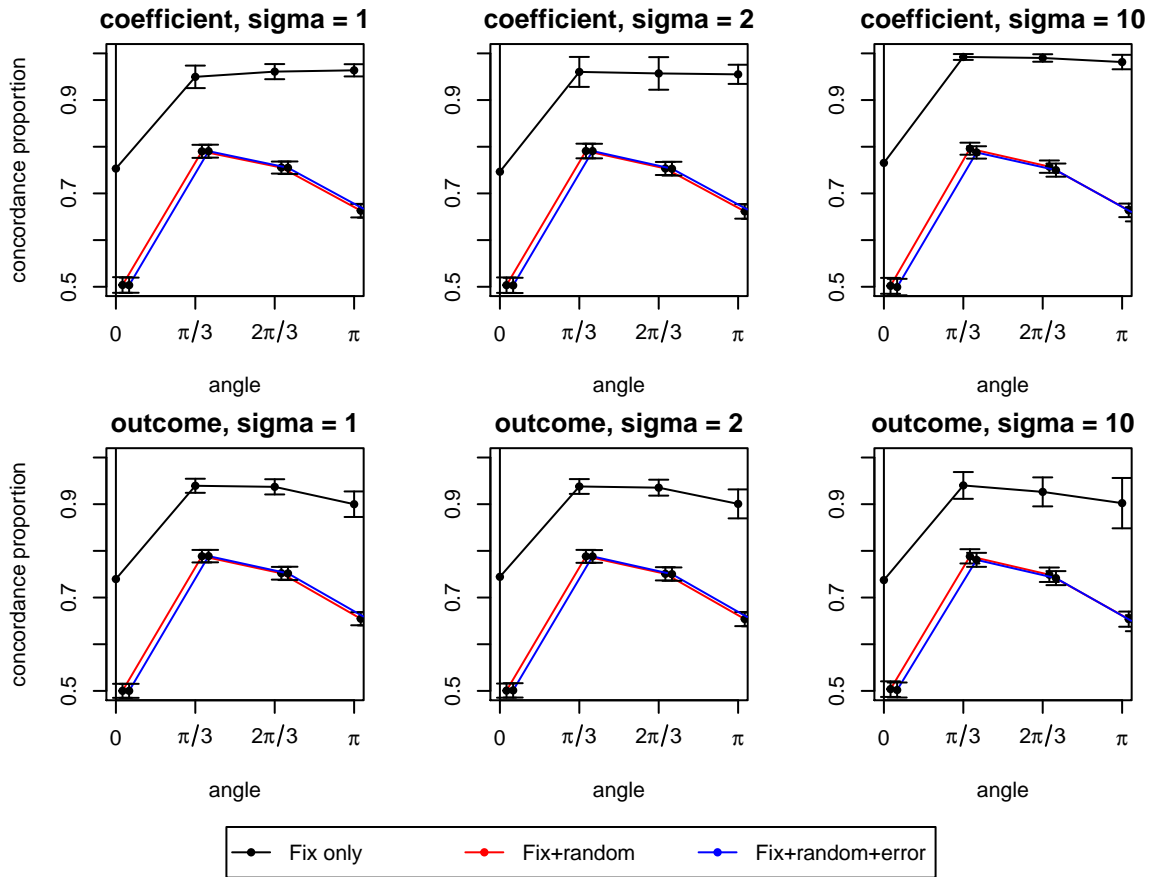 coefficient, sigma = 1
coefficient, sigma = 2
coefficient, sigma = 10
concordance proportion
0.5
0.7
0.9
0
π/3
2π/3
π
angle
0.5
0.7
0.9
0
π/3
2π/3
π
angle
0.5
0.7
0.9
0
π/3
2π/3
π
angle
outcome, sigma = 1
outcome, sigma = 2
outcome, sigma = 10
concordance proportion
0.5
0.7
0.9
0
π/3
2π/3
π
angle
0.5
0.7
0.9
0
π/3
2π/3
π
angle
0.5
0.7
0.9
0
π/3
2π/3
π
angle
Fix only
Fix+random
Fix+random+error